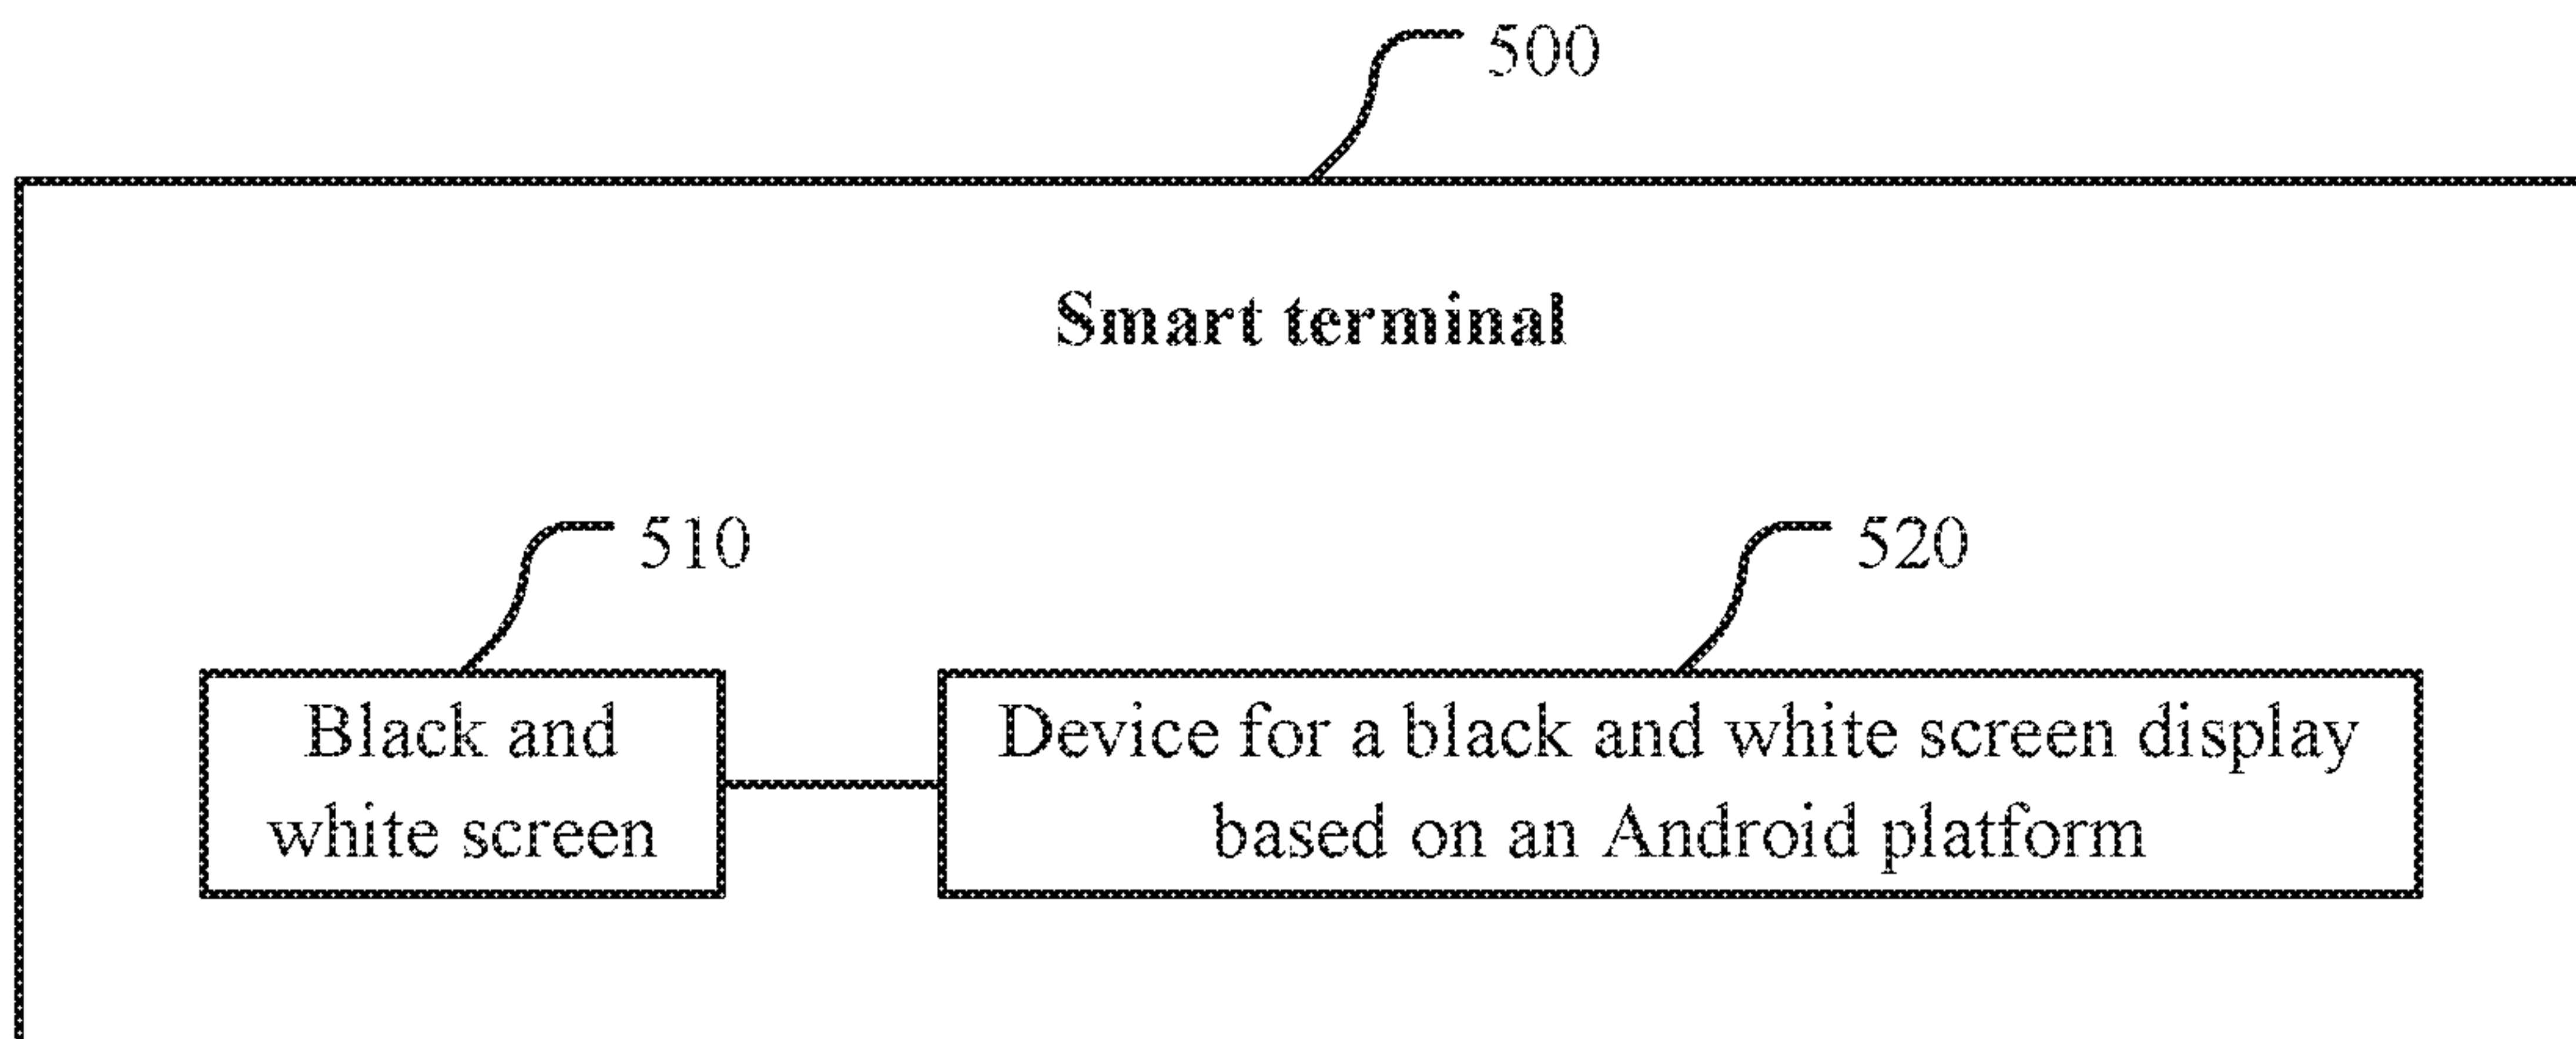 500
Smart terminal
510
520
Black and
white screen
Device for a black and white screen display
based on an Android platform